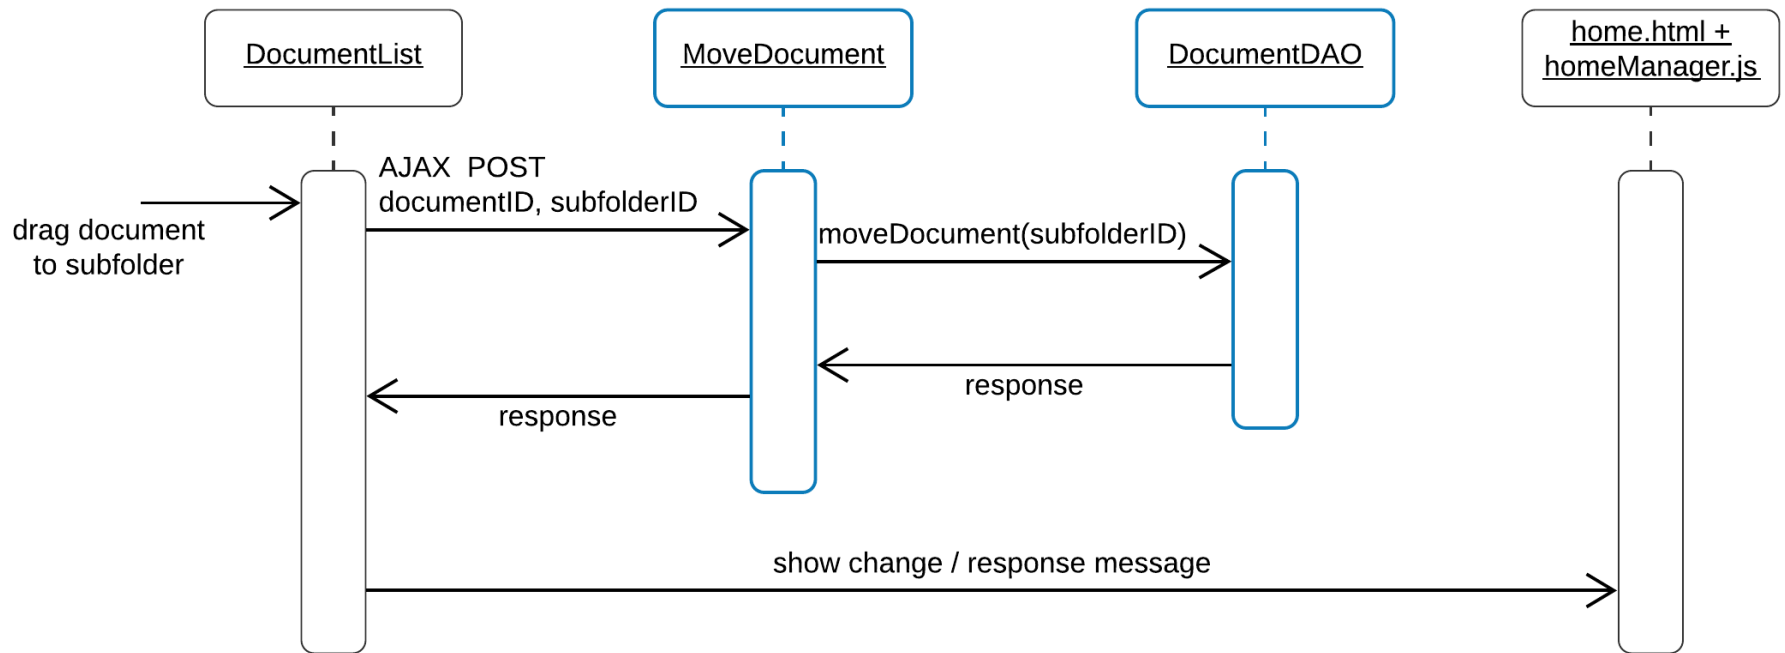 DocumentList
MoveDocument
DocumentDAO
home.html +
homeManager.js
AJAX  POST
documentID, subfolderID
drag document
to subfolder
moveDocument(subfolderID)
response
response
show change / response message